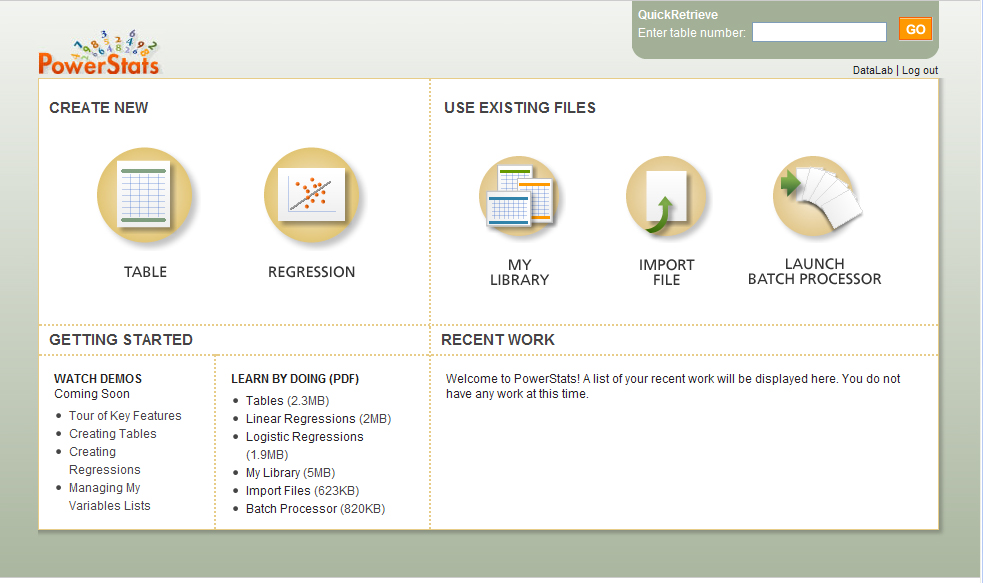 QuickRetrieve
Enter table number:
GO
PowerStats
DataLab | Log out
CREATE NEW
TABLE
REGRESSION
USE EXISTING FILES
MY
LIBRARY
IMPORT
FILE
LAUNCH
BATCH PROCESSOR
GETTING STARTED
WATCH DEMOS
Coming Soon
• Tour of Key Features
• Creating Tables
• Creating
Regressions
• Managing My
Variables Lists
LEARN BY DOING (PDF)
• Tables (2.3MB)
• Linear Regressions (2MB)
• Logistic Regressions
(1.9MB)
• My Library (5MB)
• Import Files (623KB)
• Batch Processor (820KB)
RECENT WORK
Welcome to PowerStats! A list of your recent work will be displayed here. You do not
have any work at this time.